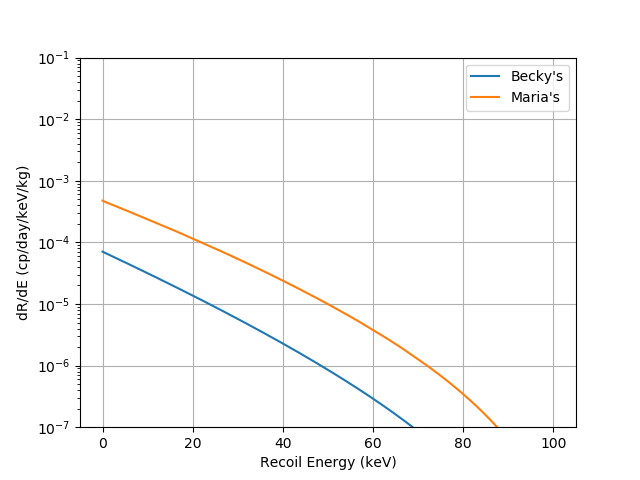 10⁻¹
10⁻²
10⁻³
10⁻⁴
10⁻⁵
10⁻⁶
10⁻⁷
dR/dE (cp/day/keV/kg)
Becky's
Maria's
0 20 40 60 80 100
Recoil Energy (keV)